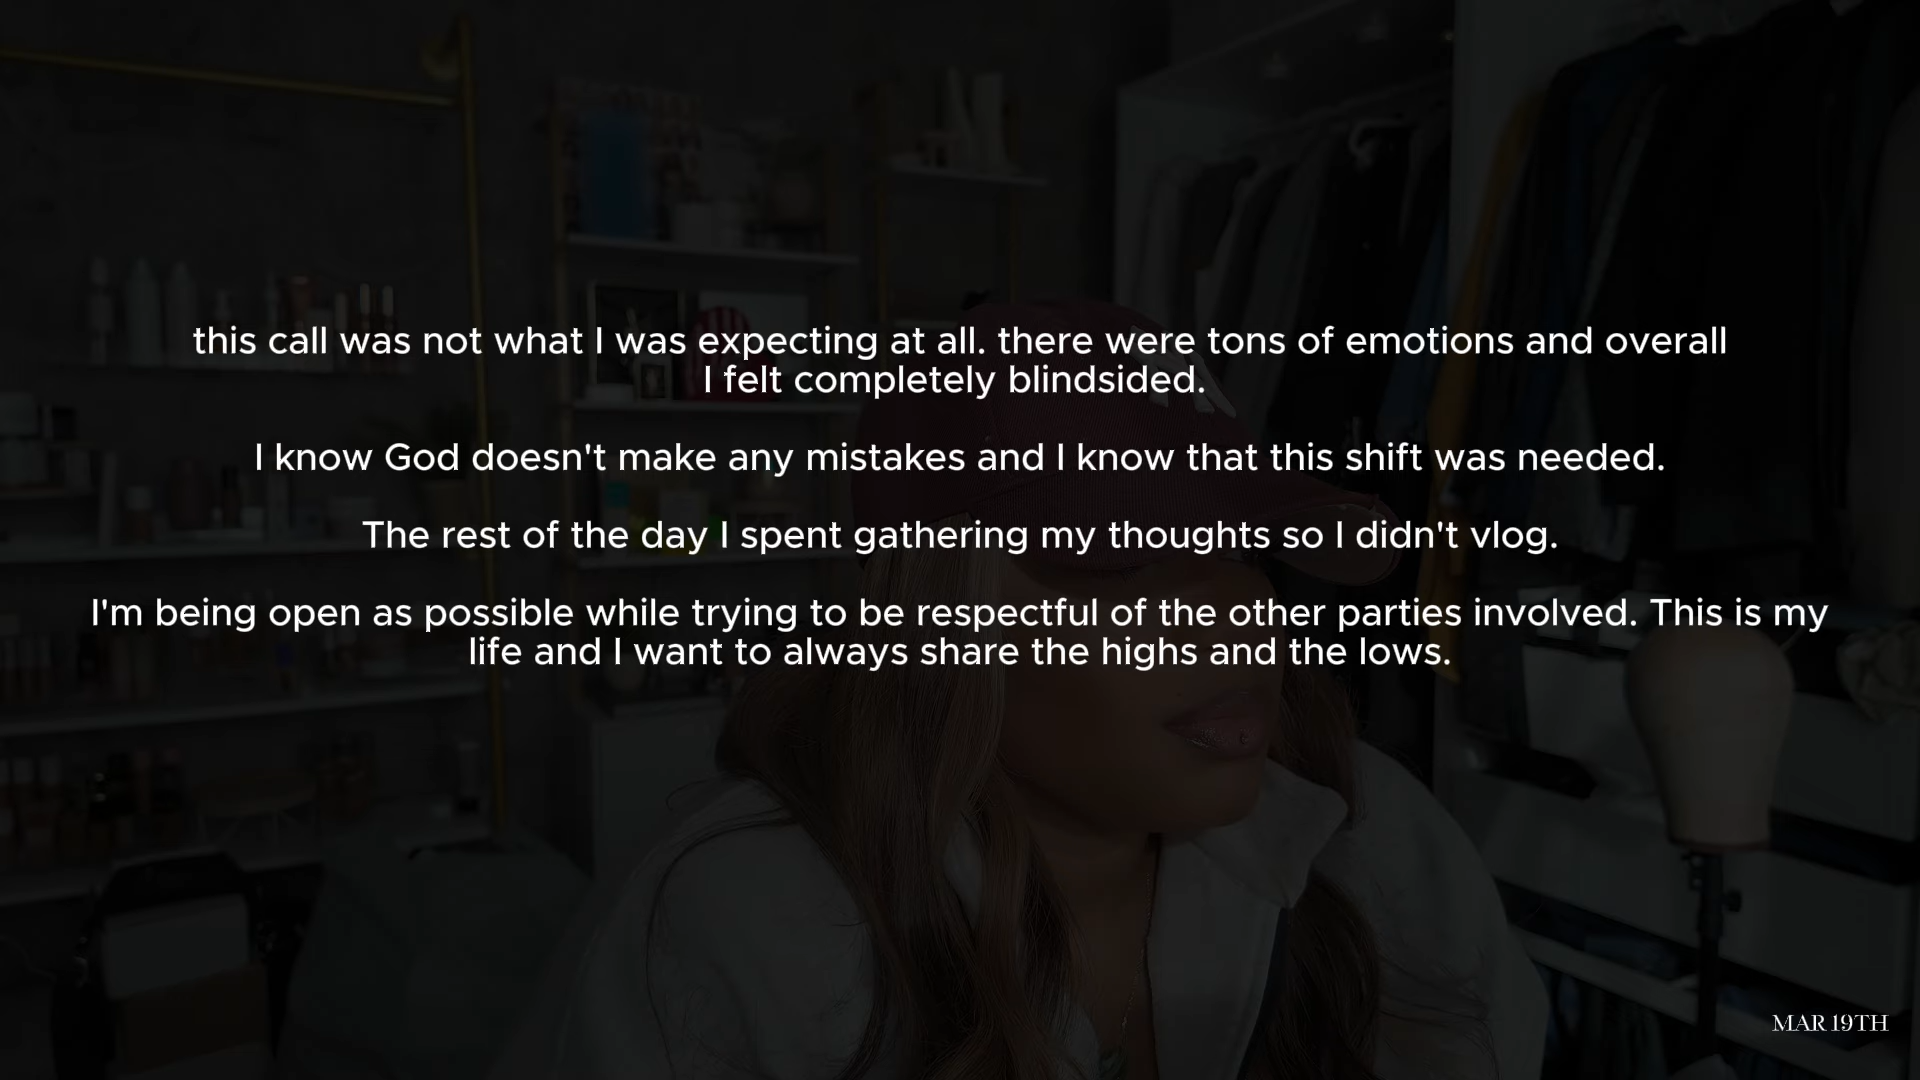 this call was not what I was expecting at all. there were tons of emotions and overall
I felt completely blindsided.
I know God doesn't make any mistakes and I know that this shift was needed.
The rest of the day I spent gathering my thoughts so I didn't vlog.
I'm being open as possible while trying to be respectful of the other parties involved. This is my
life and I want to always share the highs and the lows.
MAR 19TH